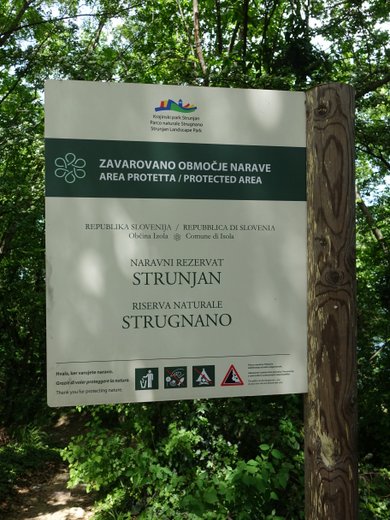 Krajinski park Strunjan
Parco naturale Strugnano
Strunjan Landscape Park
ZAVAROVANO OBMOČJE NARAVE
AREA PROTETTA / PROTECTED AREA
REPUBLIKA SLOVENIJA / REPUBBLICA DI SLOVENIA
Občina Izola Comune di Isola
NARAVNI REZERVAT
STRUNJAN
RISERVA NATURALE
STRUGNANO
Hvala, ker varujete naravo.
Grazie di voler proteggere la natura.
Thank you for protecting nature.